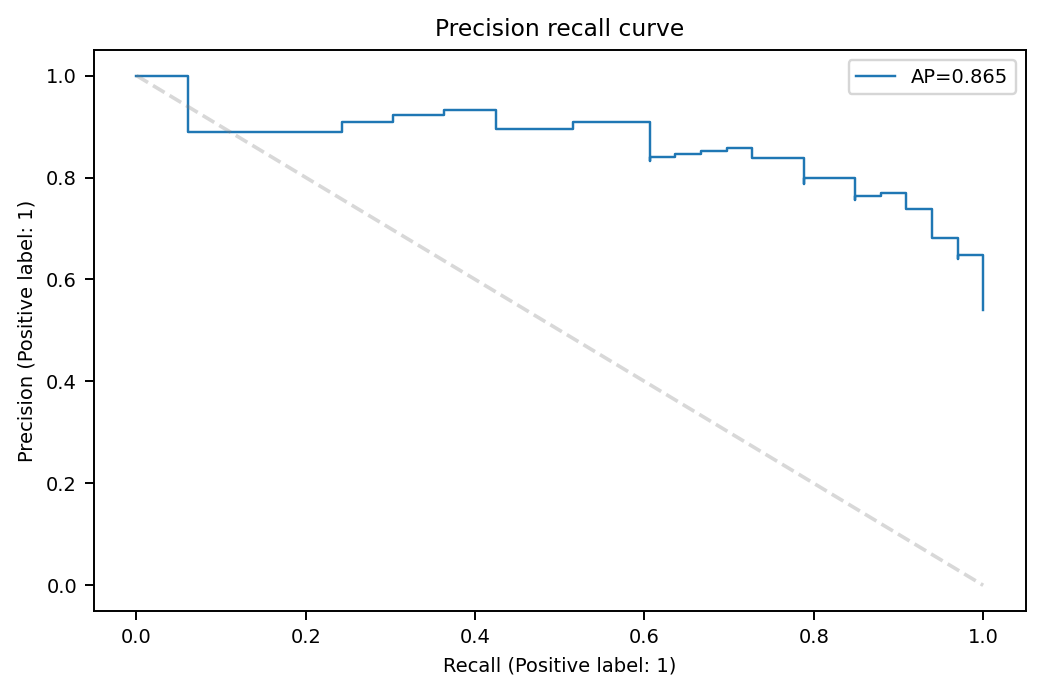 Precision recall curve
AP=0.865
Precision (Positive label: 1)
1.0
0.8
0.6
0.4
0.2
0.0
0.0 0.2 0.4 0.6 0.8 1.0
Recall (Positive label: 1)